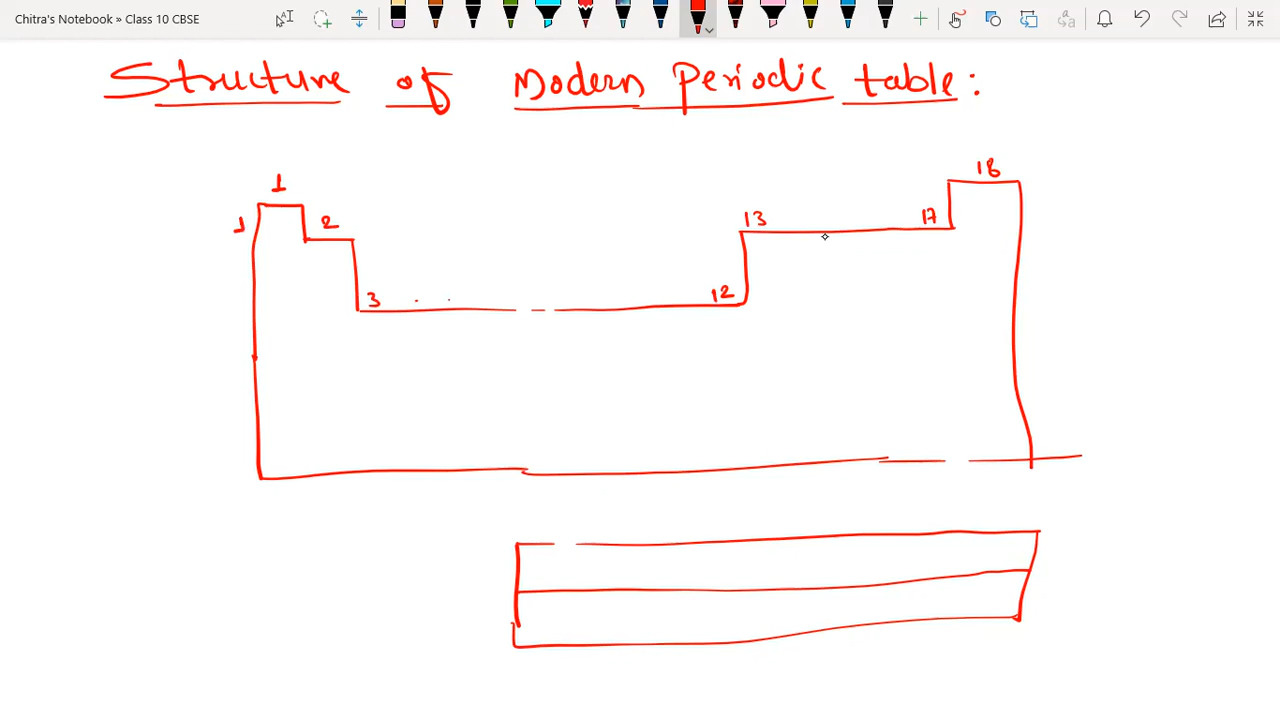 Chitra's Notebook » Class 10 CBSE
Structure of Modern Periodic table:
1 18
1 2 13 17
3 12